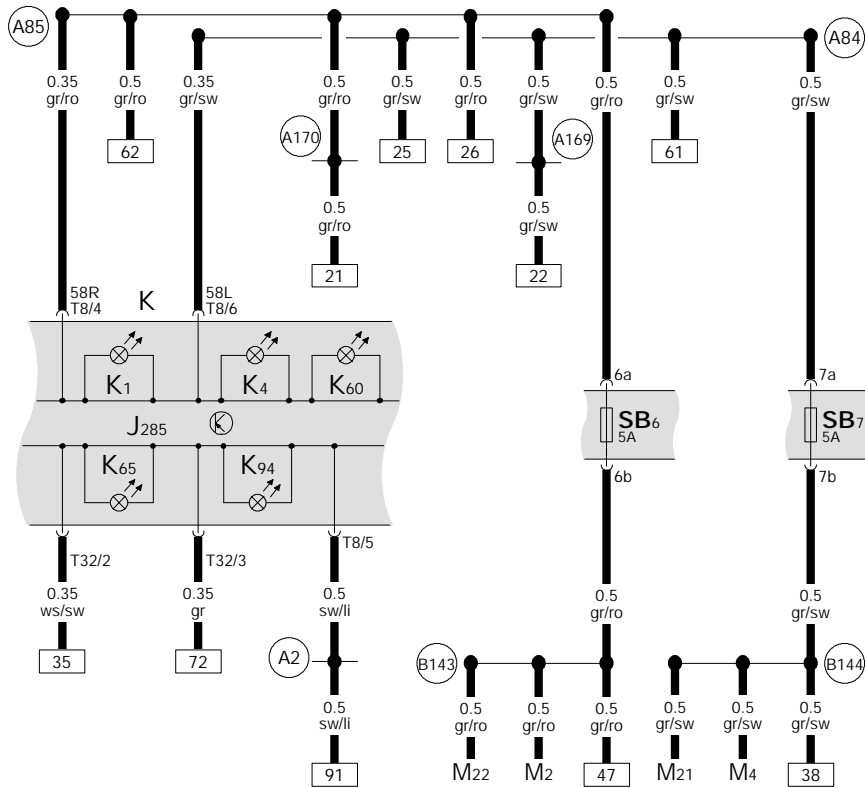 A85
A84
0.35
gr/ro
0.5
gr/ro
0.35
gr/sw
0.5
gr/ro
0.5
gr/sw
0.5
gr/ro
0.5
gr/sw
0.5
gr/ro
0.5
gr/sw
0.5
gr/sw
A170
A169
62
25
26
61
0.5
gr/ro
0.5
gr/sw
21
22
58R
T8/4
K
58L
T8/6
K1
K4
K60
6a
7a
J285
SB6
5A
SB7
5A
K65
K94
6b
7b
T32/2
T32/3
T8/5
0.35
ws/sw
0.35
gr
0.5
sw/li
0.5
gr/ro
0.5
gr/sw
35
72
A2
B143
B144
0.5
sw/li
0.5
gr/ro
0.5
gr/ro
0.5
gr/ro
0.5
gr/sw
0.5
gr/sw
0.5
gr/sw
91
M22
M2
47
M21
M4
38